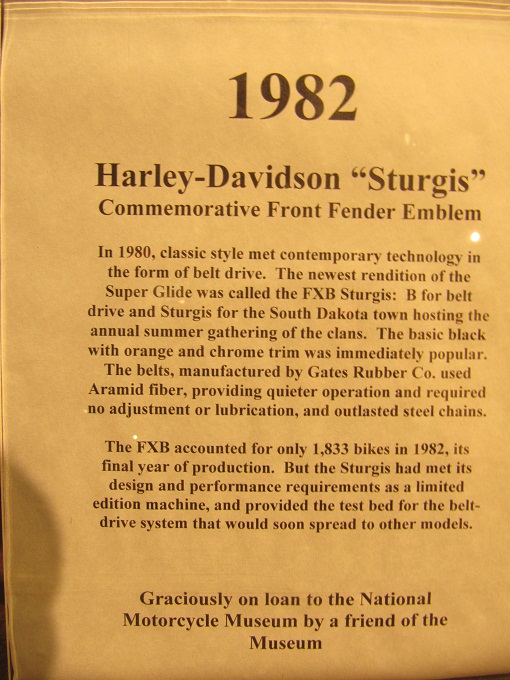 1982
Harley-Davidson “Sturgis”
Commemorative Front Fender Emblem
In 1980, classic style met contemporary technology in
the form of belt drive. The newest rendition of the
Super Glide was called the FXB Sturgis: B for belt
drive and Sturgis for the South Dakota town hosting the
annual summer gathering of the clans. The basic black
with orange and chrome trim was immediately popular.
The belts, manufactured by Gates Rubber Co. used
Aramid fiber, providing quieter operation and required
no adjustment or lubrication, and outlasted steel chains.
The FXB accounted for only 1,833 bikes in 1982, its
final year of production. But the Sturgis had met its
design and performance requirements as a limited
edition machine, and provided the test bed for the belt-
drive system that would soon spread to other models.
Graciously on loan to the National
Motorcycle Museum by a friend of the
Museum